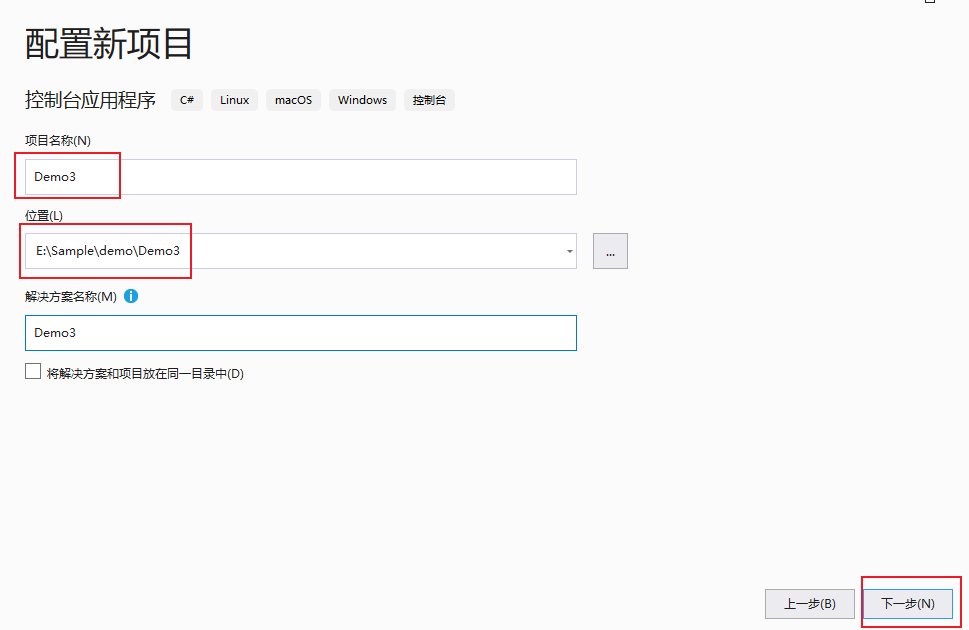 配置新项目
控制台应用程序 C# Linux macOS Windows 控制台
项目名称(N)
Demo3
位置(L)
E:\Sample\demo\Demo3
...
解决方案名称(M) i
Demo3
将解决方案和项目放在同一目录中(D)
上一步(B) 下一步(N)